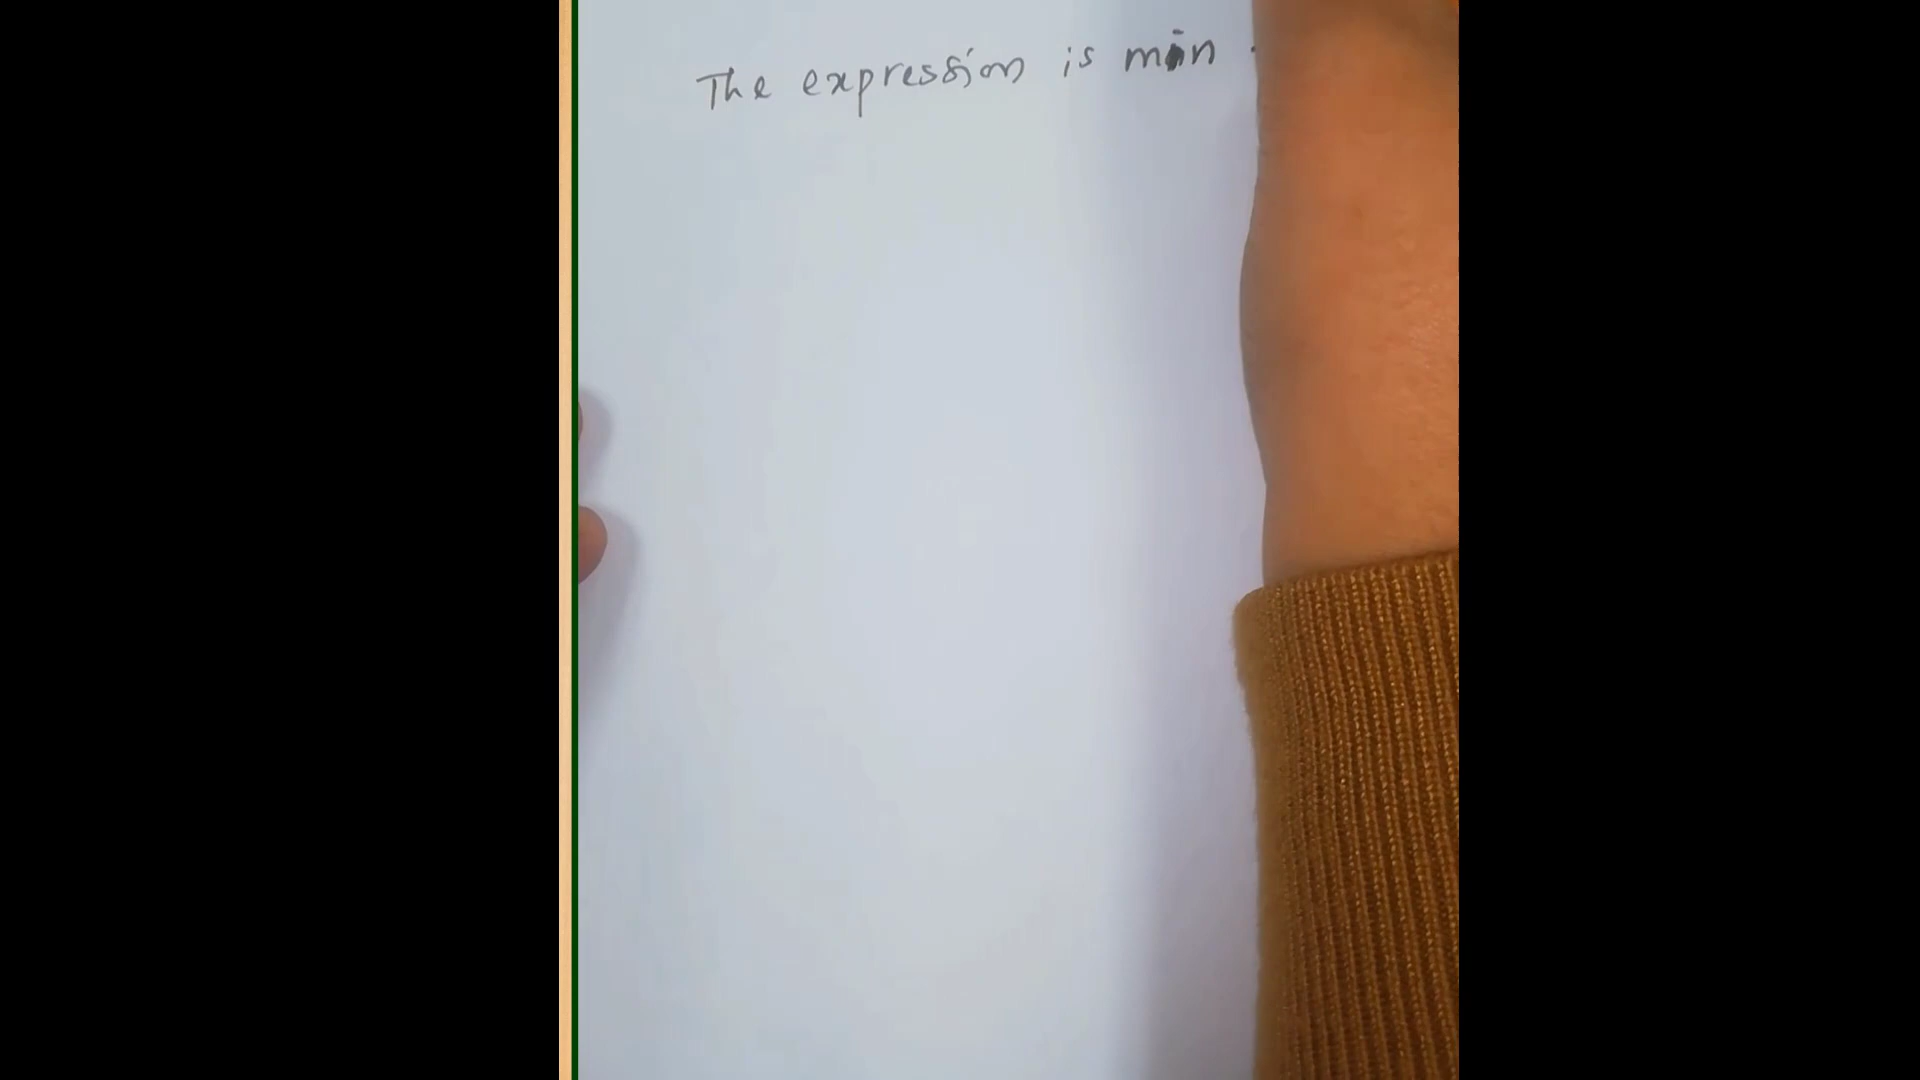 The expression is min